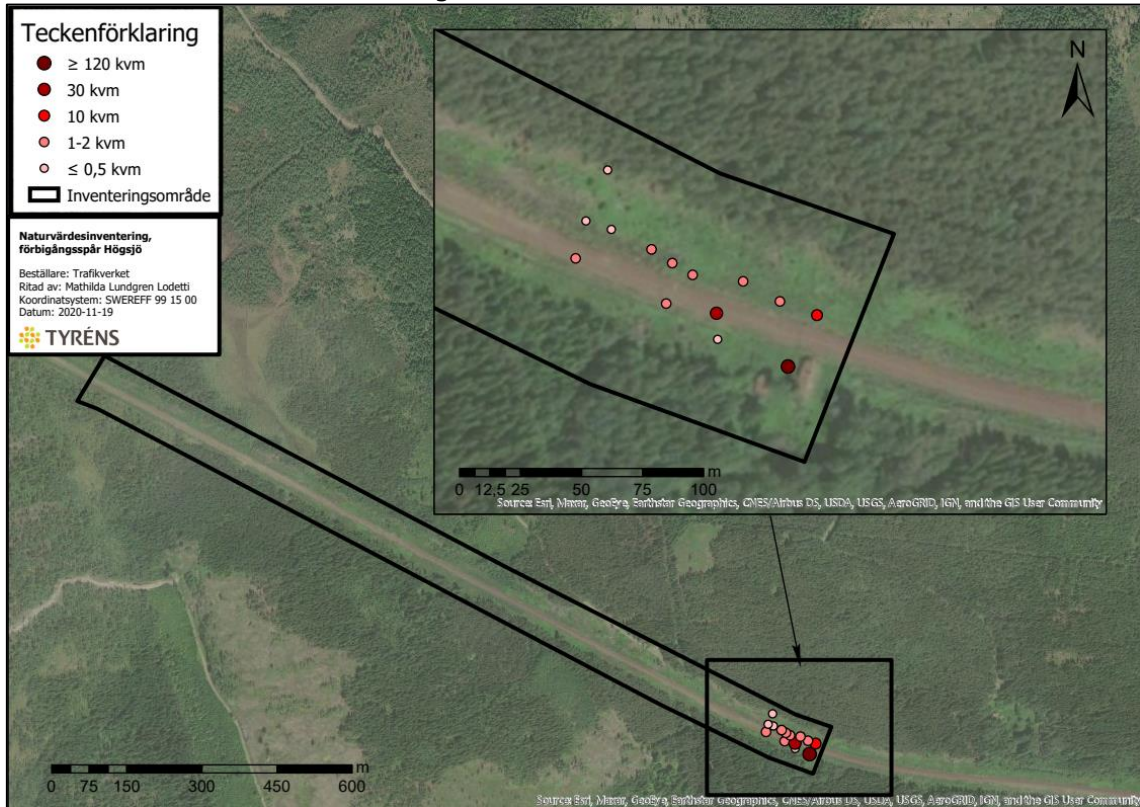 Teckenförklaring
≥ 120 kvm
30 kvm
10 kvm
1-2 kvm
≤ 0,5 kvm
Inventeringsområde
Naturvärdesinventering,
förbigångsspår Högsjö
Beställare: Trafikverket
Ritad av: Mathilda Lundgren Lodetti
Koordinatsystem: SWEREFF 99 15 00
Datum: 2020-11-19
TYRÉNS
N
m
0 12,5 25 50 75 100
Source: Esri, Maxar, GeoEye, Earthstar Geographics, CNES/Airbus DS, USDA, USGS, AeroGRID, IGN, and the GIS User Community
m
0 75 150 300 450 600
Source: Esri, Maxar, GeoEye, Earthstar Geographics, CNES/Airbus DS, USDA, USGS, AeroGRID, IGN, and the GIS User Community